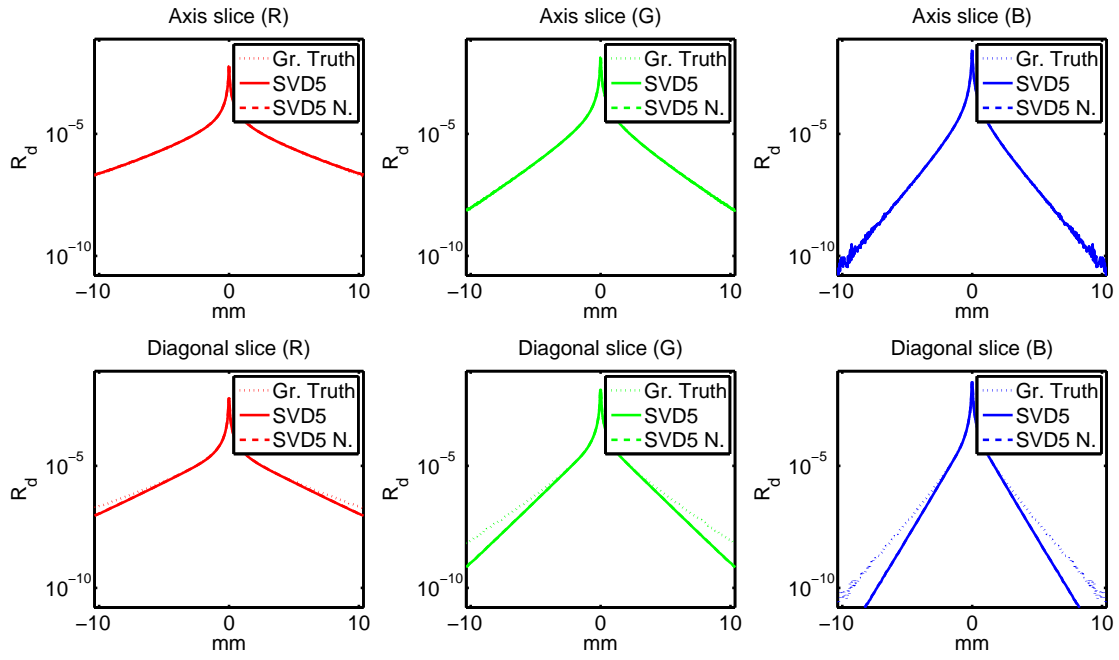 Axis slice (R)
Gr. Truth
SVD5
SVD5 N.
R_d
10^−5
10^−10
−10 0 10
mm
Axis slice (G)
Gr. Truth
SVD5
SVD5 N.
R_d
10^−5
10^−10
−10 0 10
mm
Axis slice (B)
Gr. Truth
SVD5
SVD5 N.
R_d
10^−5
10^−10
−10 0 10
mm
Diagonal slice (R)
Gr. Truth
SVD5
SVD5 N.
R_d
10^−5
10^−10
−10 0 10
mm
Diagonal slice (G)
Gr. Truth
SVD5
SVD5 N.
R_d
10^−5
10^−10
−10 0 10
mm
Diagonal slice (B)
Gr. Truth
SVD5
SVD5 N.
R_d
10^−5
10^−10
−10 0 10
mm